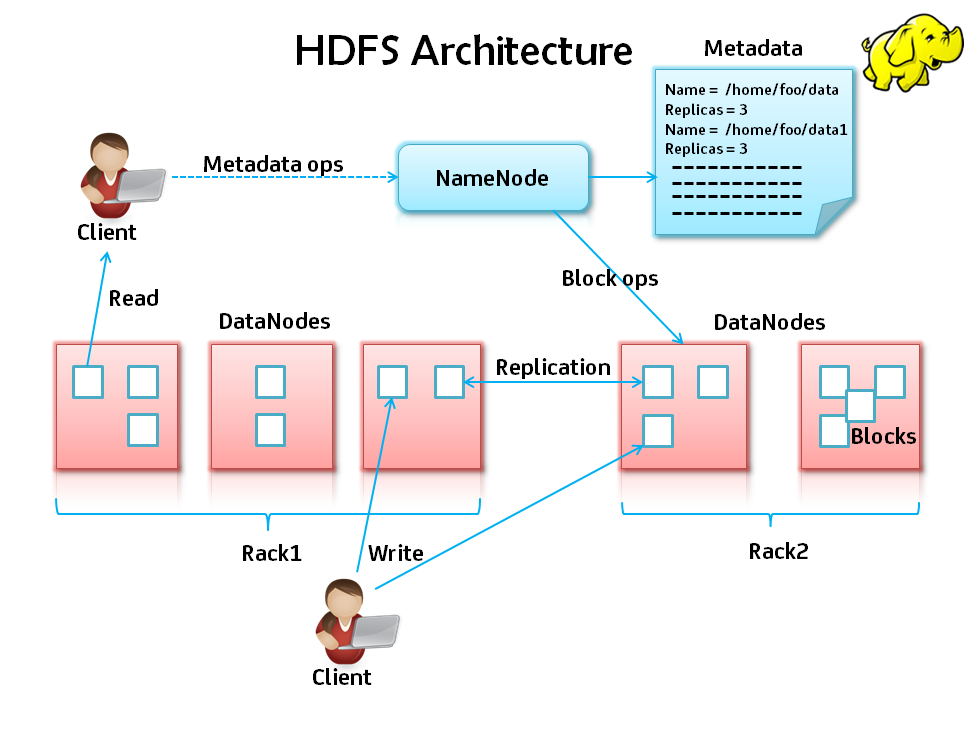 HDFS Architecture
Metadata
Name = /home/foo/data
Replicas = 3
Name = /home/foo/data1
Replicas = 3
Metadata ops
NameNode
Client
Block ops
Read
DataNodes
DataNodes
Replication
Blocks
Rack1
Write
Rack2
Client